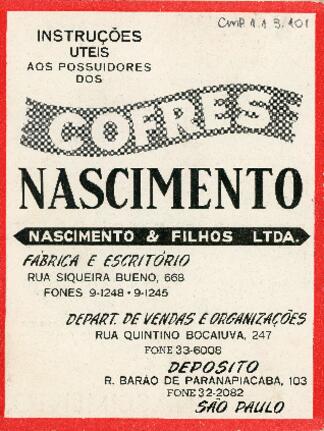 CMP 1.1 9.101
INSTRUÇÕES
UTEIS
AOS POSSUIDORES
DOS
COFRES
NASCIMENTO
NASCIMENTO & FILHOS LTDA.
FÁBRICA E ESCRITÓRIO
RUA SIQUEIRA BUENO, 668
FONES 9-1248 • 9-1245
DEPART. DE VENDAS E ORGANIZAÇÕES
RUA QUINTINO BOCAIUVA, 247
FONE 33-6008
DEPOSITO
R. BARÃO DE PARANAPIACABA, 103
FONE 32-2082
SÃO PAULO